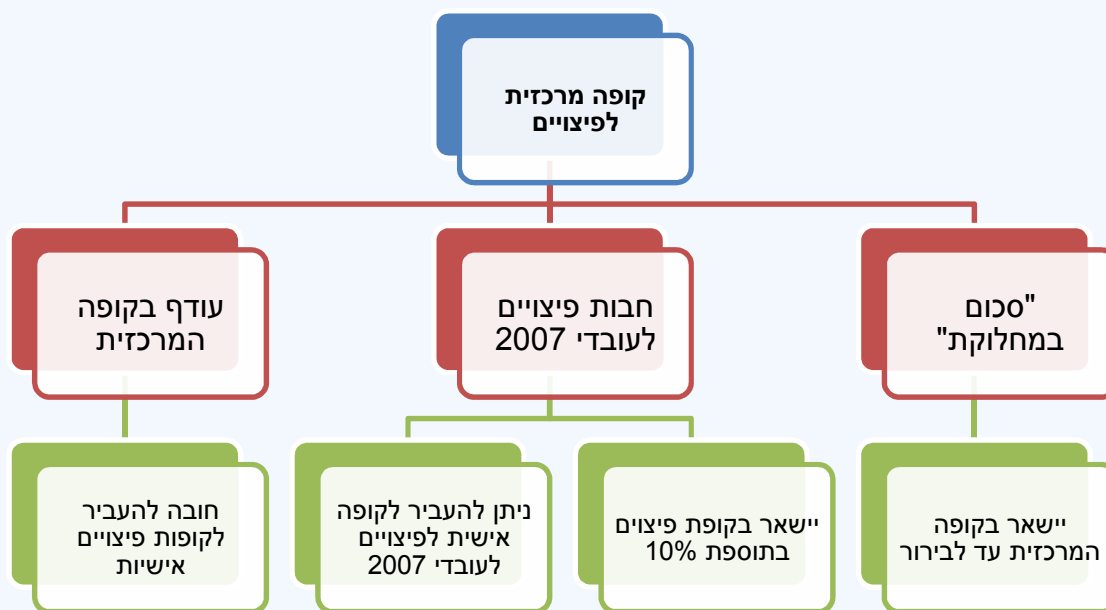 קופה מרכזית
לפיצויים
"סכום
במחלוקת"
חבות פיצויים
לעובדי 2007
עודף בקופה
המרכזית
יישאר בקופה
המרכזית עד לבירור
יישאר בקופת פיצוים
בתוספת 10%
ניתן להעביר לקופה
אישית לפיצויים
לעובדי 2007
חובה להעביר
לקופות פיצויים
אישיות